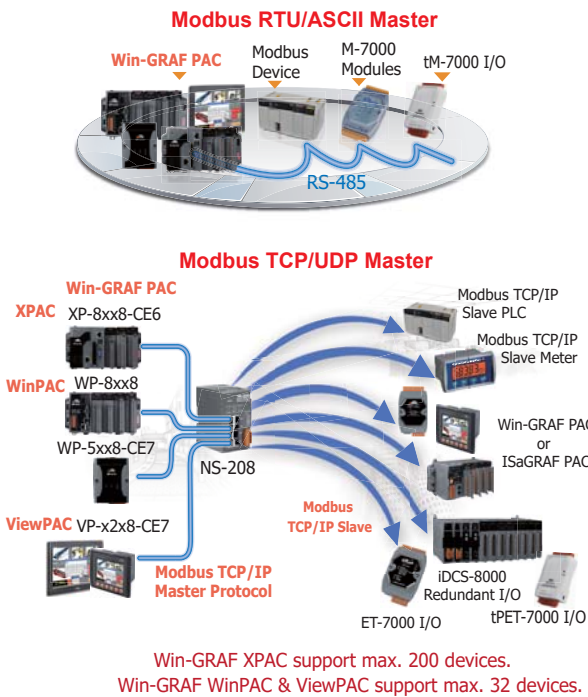 Modbus RTU/ASCII Master
Win-GRAF PAC
Modbus
Device
M-7000
Modules
tM-7000 I/O
RS-485
Modbus TCP/UDP Master
Win-GRAF PAC
XPAC XP-8xx8-CE6
WinPAC WP-8xx8
WP-5xx8-CE7
ViewPAC VP-x2x8-CE7
NS-208
Modbus TCP/IP
Master Protocol
Modbus TCP/IP
Slave PLC
Modbus TCP/IP
Slave Meter
Win-GRAF PAC
or
ISaGRAF PAC
Modbus
TCP/IP Slave
iDCS-8000
Redundant I/O
ET-7000 I/O
tPET-7000 I/O
Win-GRAF XPAC support max. 200 devices.
Win-GRAF WinPAC & ViewPAC support max. 32 devices.